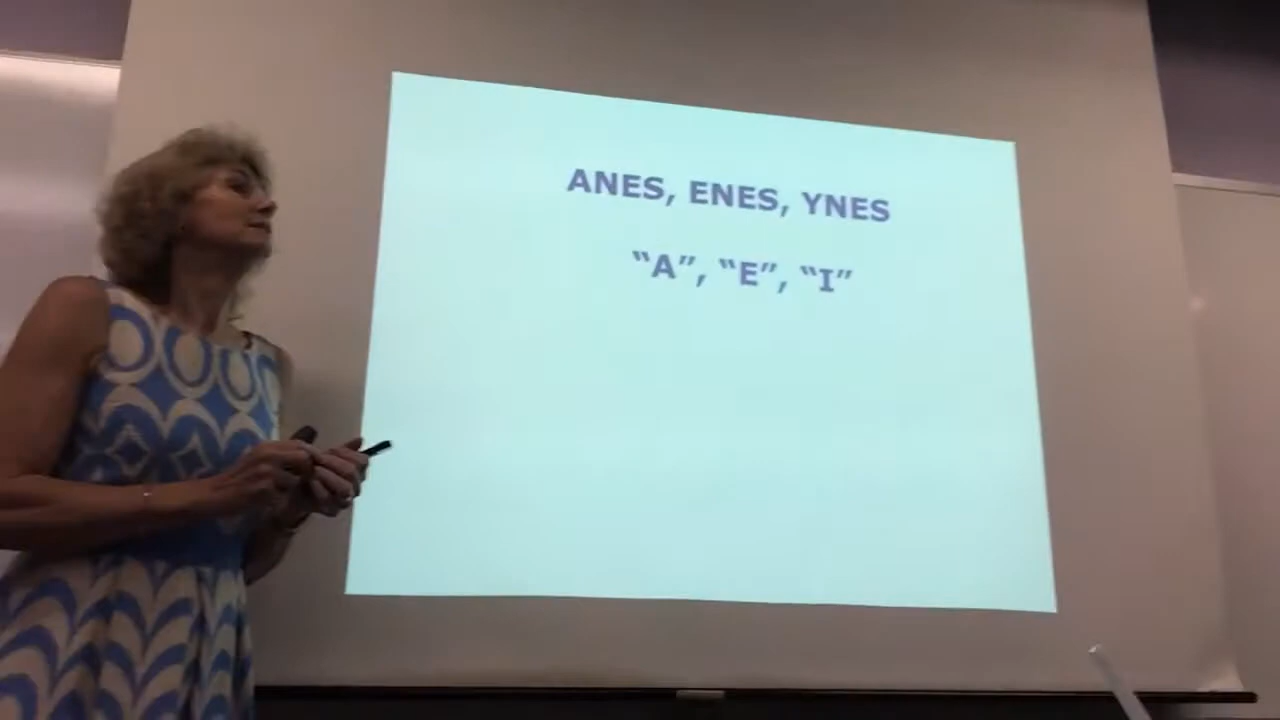 ANES, ENES, YNES
“A”, “E”, “I”